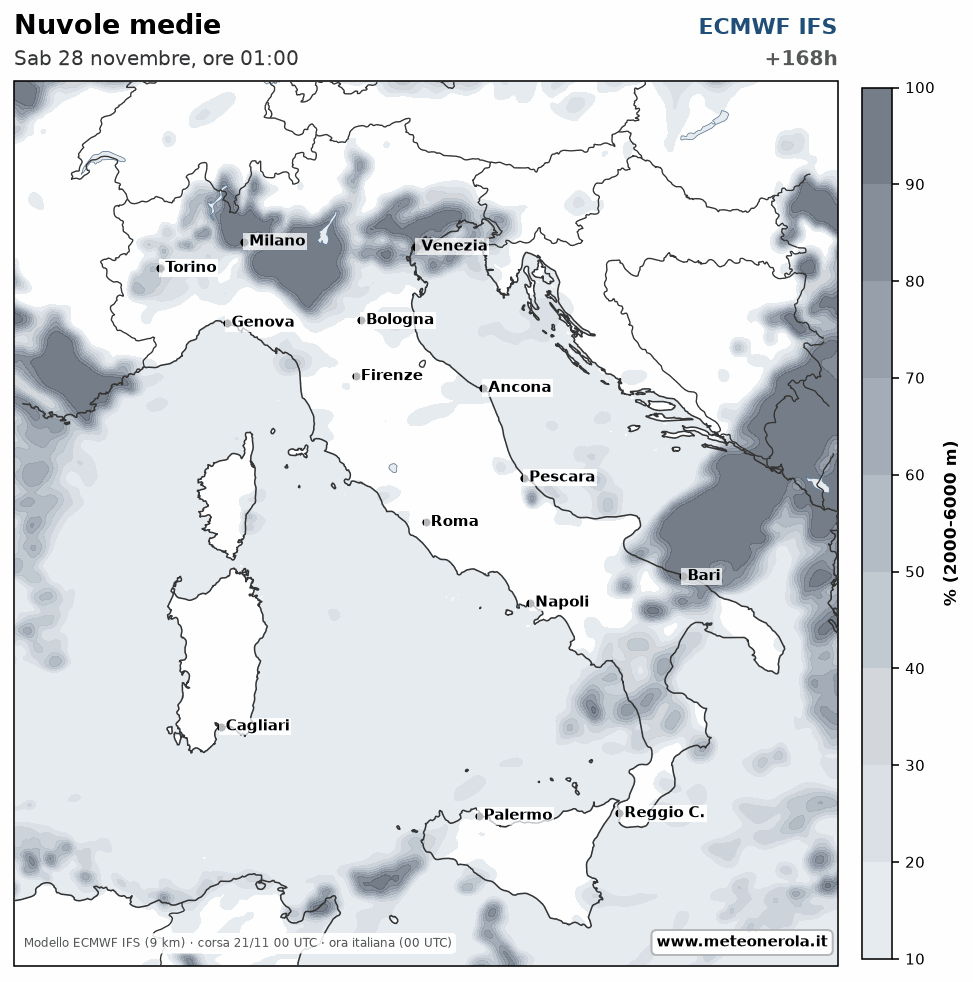 Nuvole medie
ECMWF IFS
Sab 28 novembre, ore 01:00
+168h
100
90
80
70
60
50
40
30
20
10
% (2000-6000 m)
Milano
Venezia
Torino
Genova
Bologna
Firenze
Ancona
Pescara
Roma
Bari
Napoli
Cagliari
Palermo
Reggio C.
Modello ECMWF IFS (9 km) · corsa 21/11 00 UTC · ora italiana (00 UTC)
www.meteonerola.it